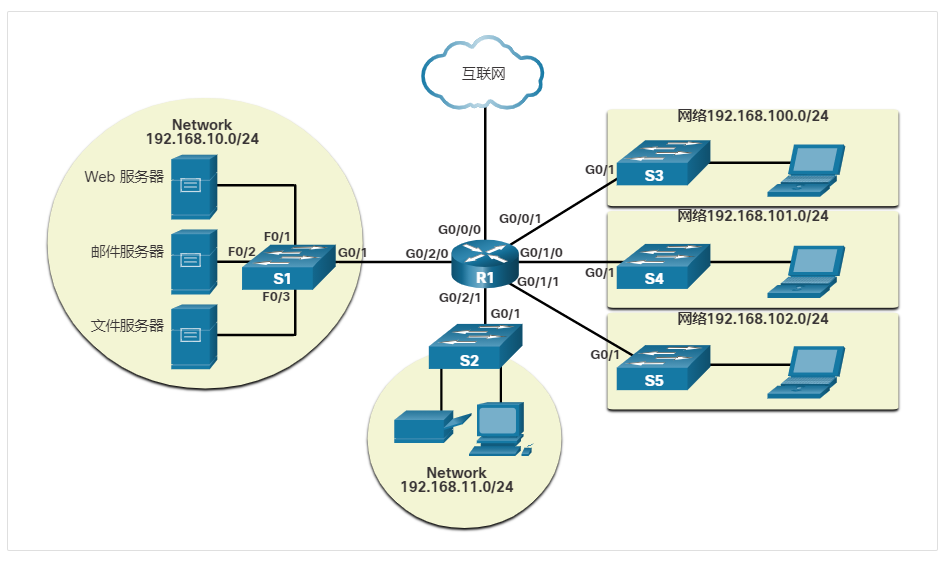 互联网
Network
192.168.10.0/24
Web 服务器
邮件服务器
文件服务器
F0/1
F0/2
F0/3
S1
G0/1
G0/2/0
G0/0/0
G0/0/1
G0/1/0
G0/1/1
G0/2/1
R1
G0/1
S2
Network
192.168.11.0/24
网络192.168.100.0/24
G0/1
S3
网络192.168.101.0/24
G0/1
S4
网络192.168.102.0/24
G0/1
S5